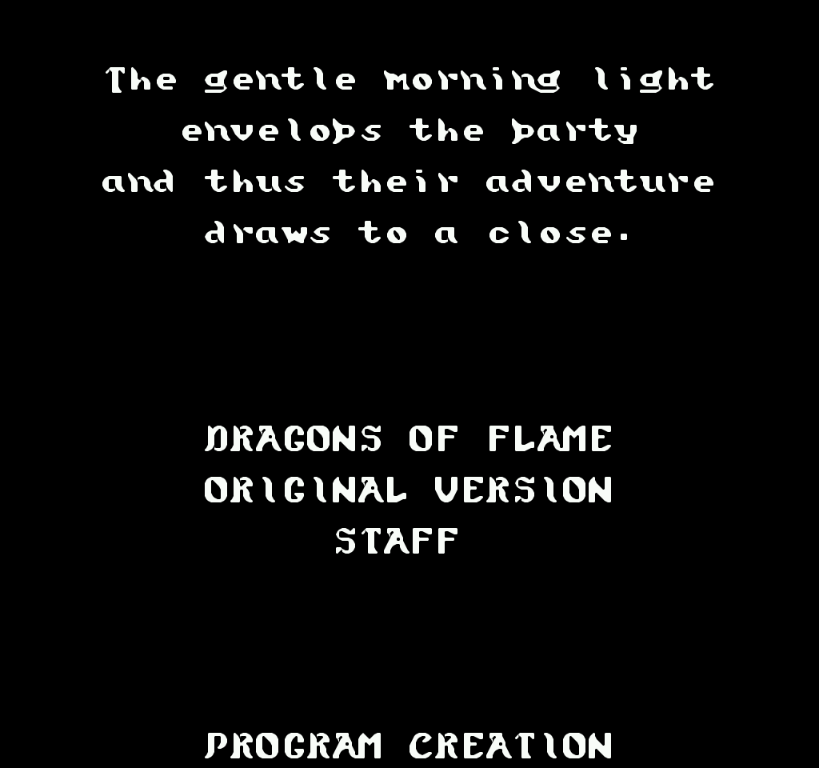 The gentle morning light
envelops the party
and thus their adventure
draws to a close.
DRAGONS OF FLAME
ORIGINAL VERSION
STAFF
PROGRAM CREATION